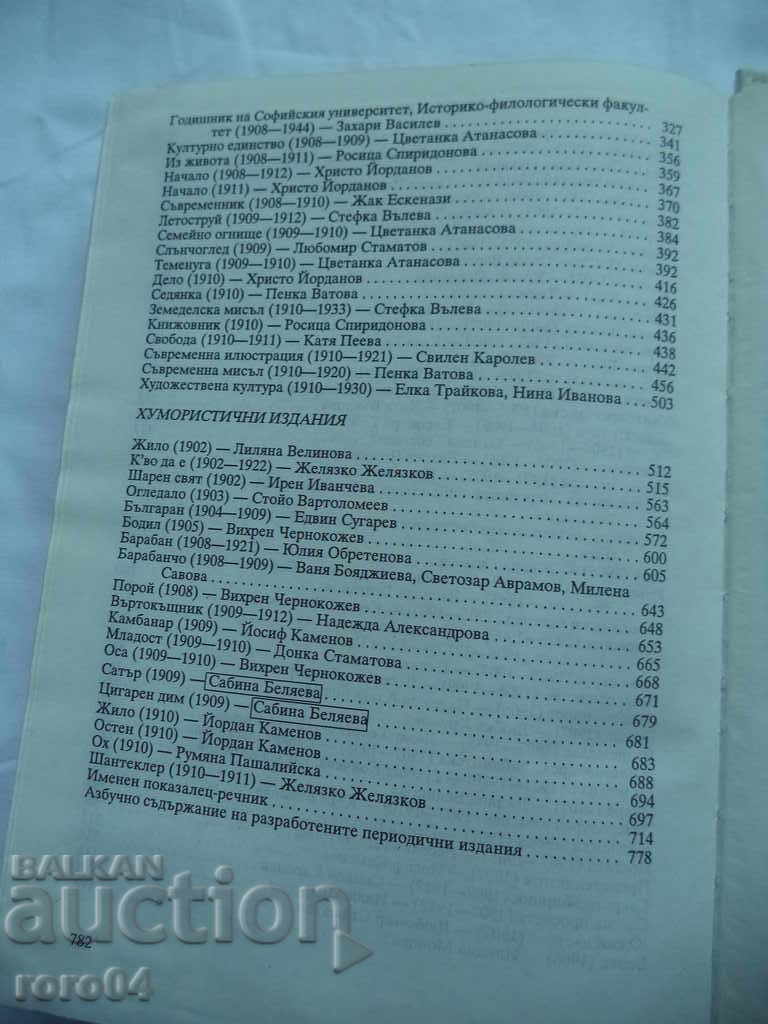 Годишник на Софийския университет, Историко-филологически факул-
тет (1908—1944) — Захари Василев . . . 327
Културно единство (1908—1909) — Цветанка Атанасова . . . 341
Из живота (1908—1911) — Росица Спиридонова . . . 356
Начало (1908—1912) — Христо Йорданов . . . 359
Начало (1911) — Христо Йорданов . . . 367
Съвременник (1908—1910) — Жак Ескенази . . . 370
Летоструй (1909—1912) — Стефка Вълева . . . 382
Семейно огнище (1909—1910) — Цветанка Атанасова . . . 384
Слънчоглед (1909) — Любомир Стаматов . . . 392
Теменуга (1909—1910) — Цветанка Атанасова . . . 392
Дело (1910) — Христо Йорданов . . . 416
Седянка (1910) — Пенка Ватова . . . 426
Земеделска мисъл (1910—1933) — Стефка Вълева . . . 431
Книжовник (1910) — Росица Спиридонова . . . 436
Свобода (1910—1911) — Катя Пеева . . . 438
Съвременна илюстрация (1910—1921) — Свилен Каролев . . . 442
Съвременна мисъл (1910—1920) — Пенка Ватова . . . 456
Художествена култура (1910—1930) — Елка Трайкова, Нина Иванова . . . 503
ХУМОРИСТИЧНИ ИЗДАНИЯ
Жило (1902) — Лиляна Велинова . . . 512
К'во да е (1902—1922) — Желязко Желязков . . . 515
Шарен свят (1902) — Ирен Иванчева . . . 563
Огледало (1903) — Стойо Вартоломеев . . . 564
Българан (1904—1909) — Едвин Сугарев . . . 572
Бодил (1905) — Вихрен Чернокожев . . . 600
Барабан (1908—1921) — Юлия Обретенова . . . 605
Барабанчо (1908—1909) — Ваня Бояджиева, Светозар Аврамов, Милена
Савова . . . 643
Порой (1908) — Вихрен Чернокожев . . . 648
Въртокъщник (1909—1912) — Надежда Александрова . . . 653
Камбанар (1909) — Йосиф Каменов . . . 665
Младост (1909—1910) — Донка Стаматова . . . 668
Оса (1909—1910) — Вихрен Чернокожев . . . 671
Сатър (1909) — Сабина Беляева . . . 679
Цигарен дим (1909) — Сабина Беляева . . . 681
Жило (1910) — Йордан Каменов . . . 683
Остен (1910) — Йордан Каменов . . . 688
Ох (1910) — Румяна Пашалийска . . . 694
Шантеклер (1910—1911) — Желязко Желязков . . . 697
Именен показалец-речник . . . 714
Азбучно съдържание на разработените периодични издания . . . 778
782
BALKAN
auction
roro04